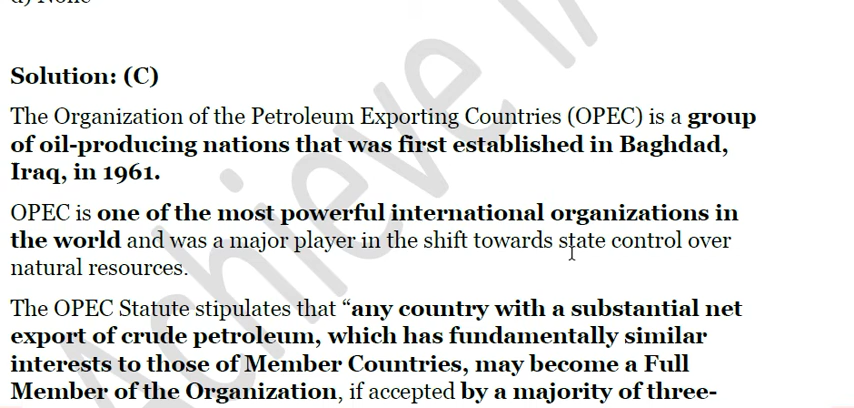 Solution: (C)
The Organization of the Petroleum Exporting Countries (OPEC) is a group
of oil-producing nations that was first established in Baghdad,
Iraq, in 1961.
OPEC is one of the most powerful international organizations in
the world and was a major player in the shift towards state control over
natural resources.
The OPEC Statute stipulates that “any country with a substantial net
export of crude petroleum, which has fundamentally similar
interests to those of Member Countries, may become a Full
Member of the Organization, if accepted by a majority of three-
Achieve